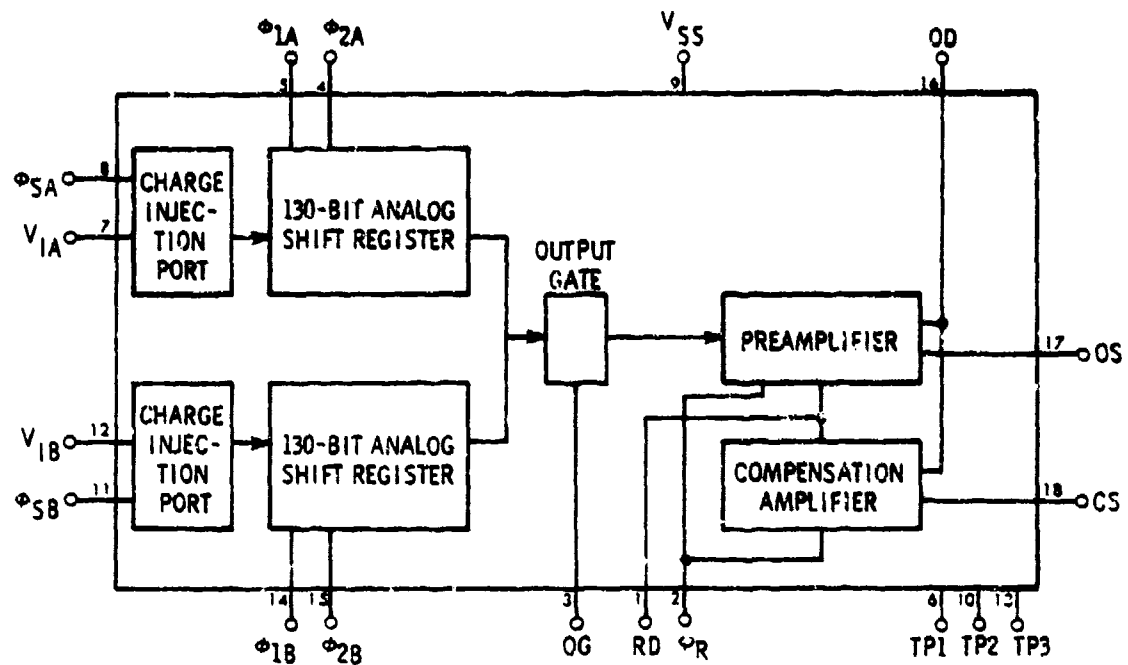 Φ1A Φ2A VSS OD
5 4 9 16
ΦSA 8
VIA 7
CHARGE
INJEC-
TION
PORT
130-BIT ANALOG
SHIFT REGISTER
OUTPUT
GATE
PREAMPLIFIER
17 OS
VIB 12
ΦSB 11
CHARGE
INJEC-
TION
PORT
130-BIT ANALOG
SHIFT REGISTER
COMPENSATION
AMPLIFIER
18 CS
14 15 3 1 2 6 10 13
Φ1B Φ2B OG RD ΦR TP1 TP2 TP3